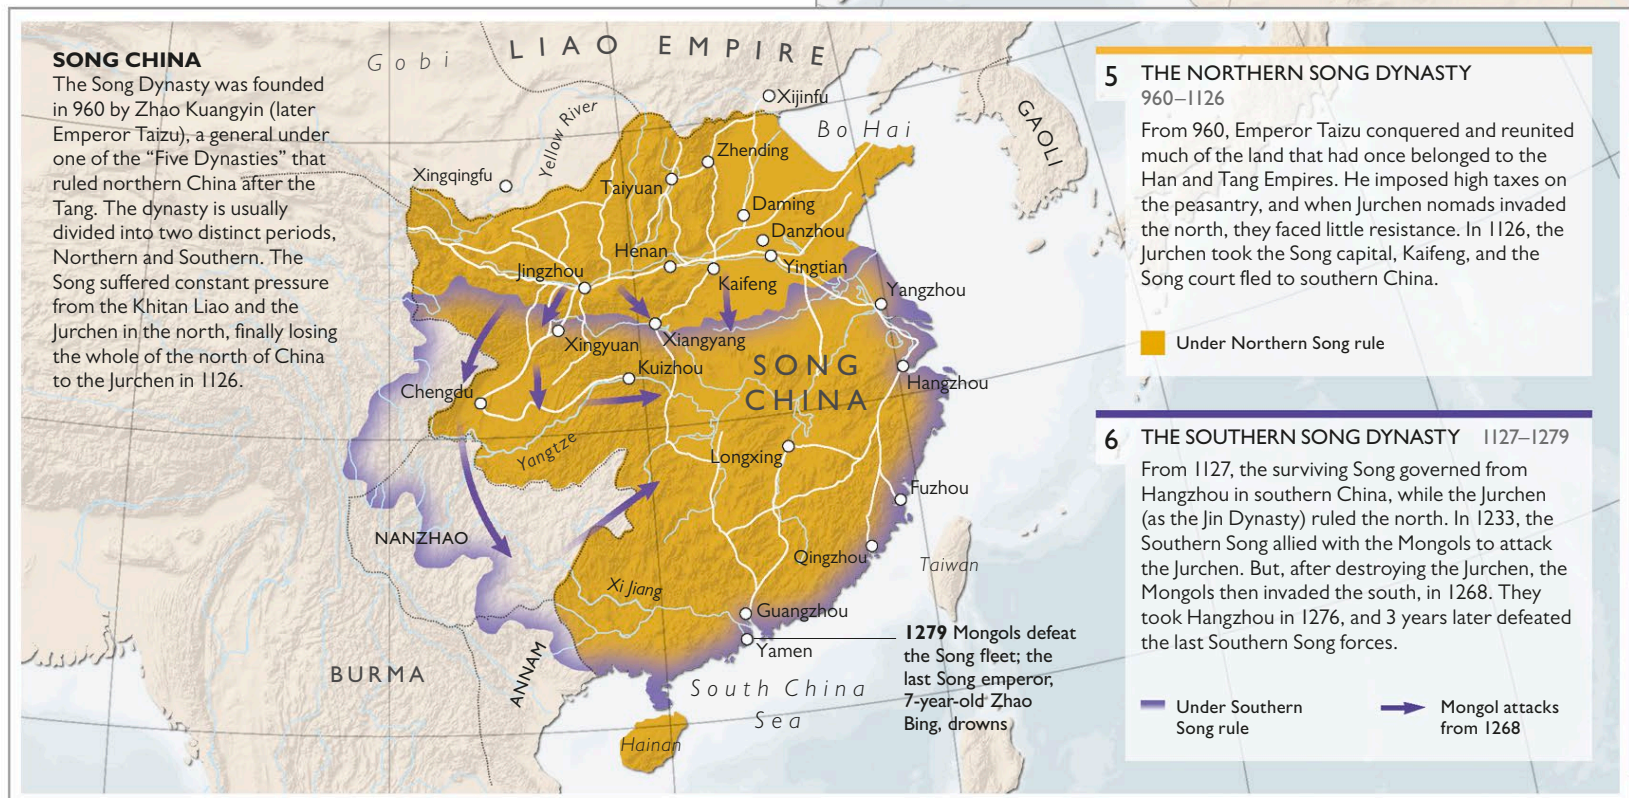 SONG CHINA
The Song Dynasty was founded
in 960 by Zhao Kuangyin (later
Emperor Taizu), a general under
one of the “Five Dynasties” that
ruled northern China after the
Tang. The dynasty is usually
divided into two distinct periods,
Northern and Southern. The
Song suffered constant pressure
from the Khitan Liao and the
Jurchen in the north, finally losing
the whole of the north of China
to the Jurchen in 1126.
Gobi
LIAO EMPIRE
Xijinfu
Yellow River
Bo Hai
GAOLI
Zhending
Xingqingfu
Taiyuan
Daming
Danzhou
Henan
Yingtian
Jingzhou
Kaifeng
Yangzhou
Xingyuan
Xiangyang
Kuizhou
SONG
CHINA
Hangzhou
Chengdu
Yangtze
Longxing
Fuzhou
NANZHAO
Qingzhou
Taiwan
Xi Jiang
Guangzhou
Yamen
BURMA
ANNAM
South China
Sea
Hainan
1279 Mongols defeat
the Song fleet; the
last Song emperor,
7-year-old Zhao
Bing, drowns
5 THE NORTHERN SONG DYNASTY
960–1126
From 960, Emperor Taizu conquered and reunited
much of the land that had once belonged to the
Han and Tang Empires. He imposed high taxes on
the peasantry, and when Jurchen nomads invaded
the north, they faced little resistance. In 1126, the
Jurchen took the Song capital, Kaifeng, and the
Song court fled to southern China.
Under Northern Song rule
6 THE SOUTHERN SONG DYNASTY 1127–1279
From 1127, the surviving Song governed from
Hangzhou in southern China, while the Jurchen
(as the Jin Dynasty) ruled the north. In 1233, the
Southern Song allied with the Mongols to attack
the Jurchen. But, after destroying the Jurchen, the
Mongols then invaded the south, in 1268. They
took Hangzhou in 1276, and 3 years later defeated
the last Southern Song forces.
Under Southern
Song rule
Mongol attacks
from 1268